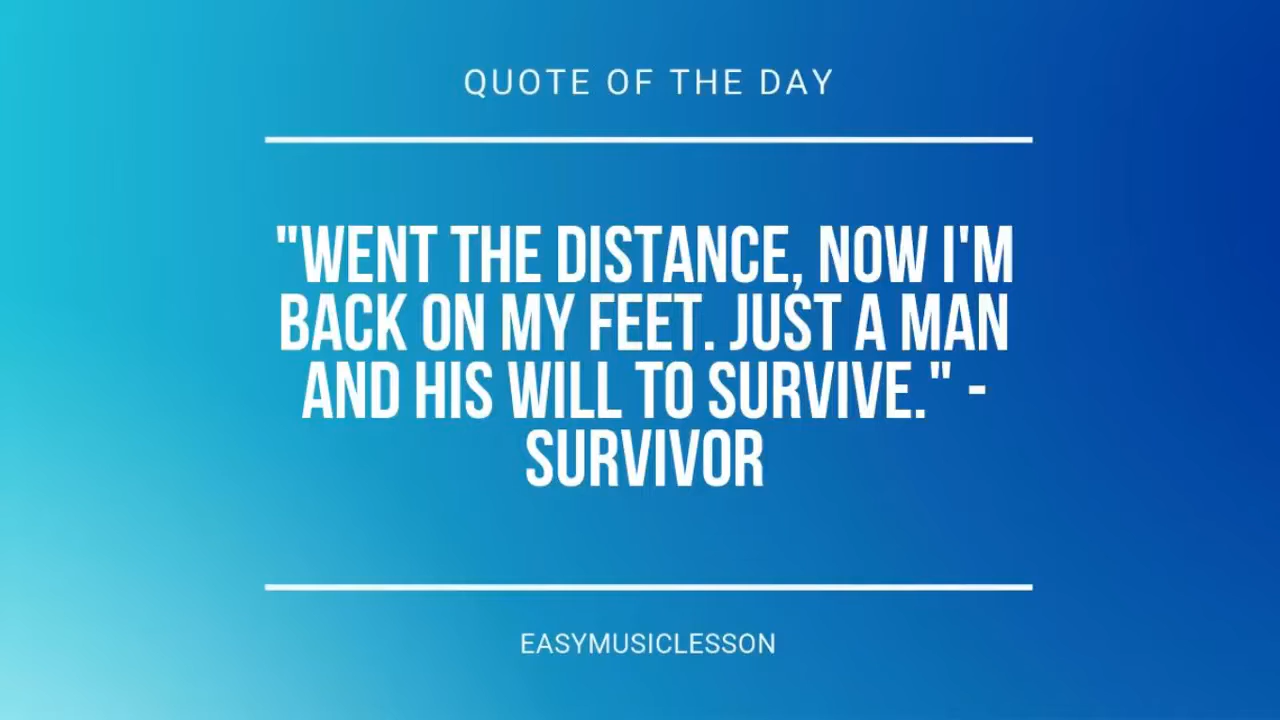 QUOTE OF THE DAY
"WENT THE DISTANCE, NOW I'M
BACK ON MY FEET. JUST A MAN
AND HIS WILL TO SURVIVE." -
SURVIVOR
EASYMUSICLESSON